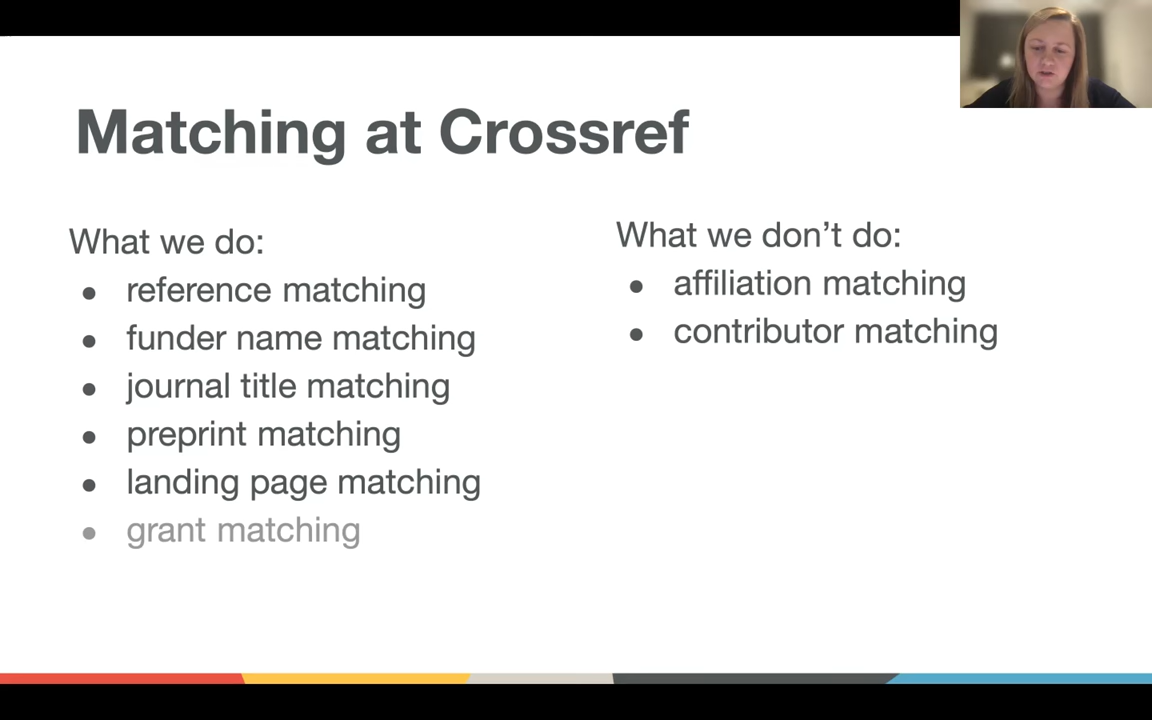 Matching at Crossref
What we do:
● reference matching
● funder name matching
● journal title matching
● preprint matching
● landing page matching
● grant matching
What we don’t do:
● affiliation matching
● contributor matching